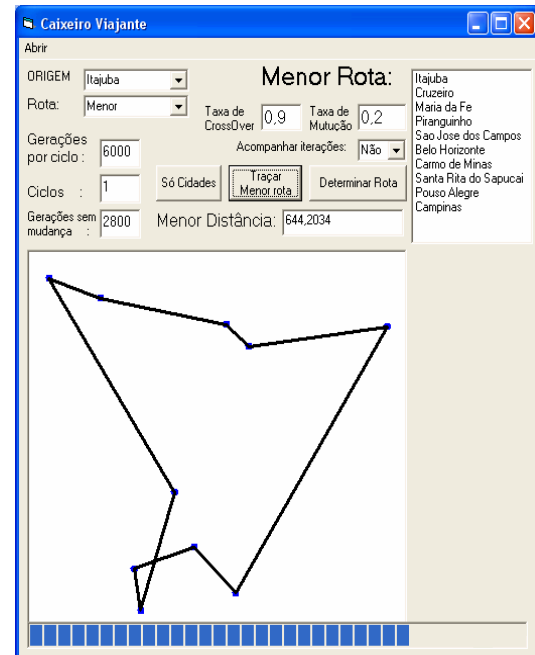 Caixeiro Viajante
Abrir
ORIGEM Itajuba
Rota: Menor
Gerações por ciclo : 6000
Ciclos : 1
Gerações sem mudança : 2800
Menor Rota:
Taxa de CrossOver 0,9
Taxa de Mutução 0,2
Acompanhar iterações: Não
Só Cidades
Traçar Menor rota
Determinar Rota
Menor Distância: 644,2034
Itajuba
Cruzeiro
Maria da Fe
Piranguinho
Sao Jose dos Campos
Belo Horizonte
Carmo de Minas
Santa Rita do Sapucai
Pouso Alegre
Campinas